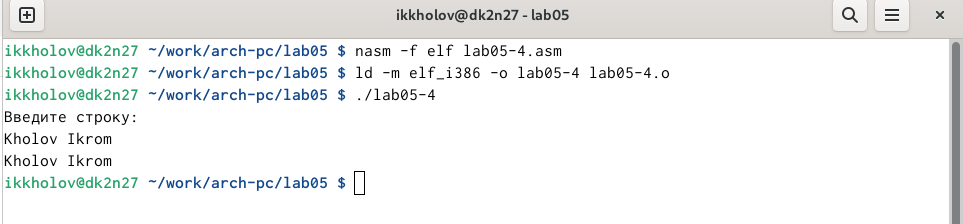 ikkholov@dk2n27 - lab05
ikkholov@dk2n27 ~/work/arch-pc/lab05 $ nasm -f elf lab05-4.asm
ikkholov@dk2n27 ~/work/arch-pc/lab05 $ ld -m elf_i386 -o lab05-4 lab05-4.o
ikkholov@dk2n27 ~/work/arch-pc/lab05 $ ./lab05-4
Введите строку:
Kholov Ikrom
Kholov Ikrom
ikkholov@dk2n27 ~/work/arch-pc/lab05 $